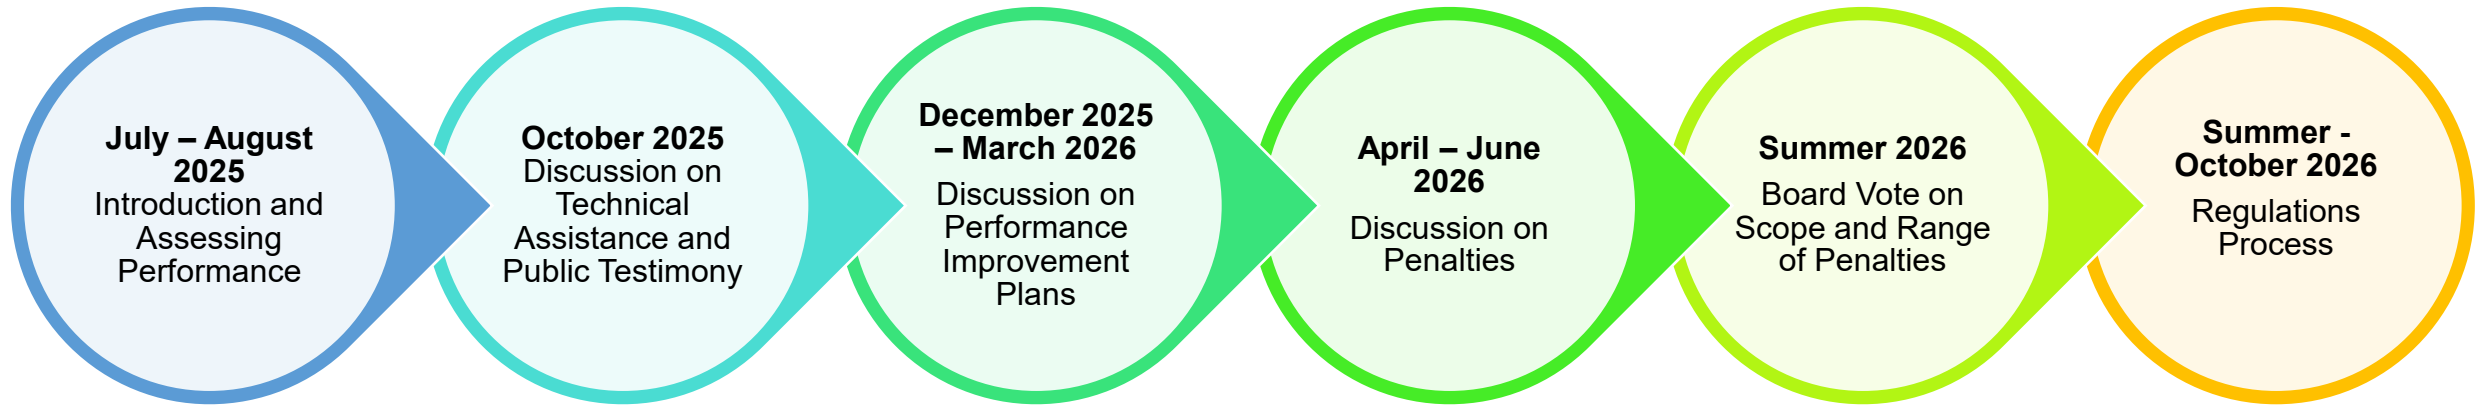 July – August
2025
Introduction and
Assessing
Performance
October 2025
Discussion on
Technical
Assistance and
Public Testimony
December 2025
– March 2026
Discussion on
Performance
Improvement
Plans
April – June
2026
Discussion on
Penalties
Summer 2026
Board Vote on
Scope and Range
of Penalties
Summer -
October 2026
Regulations
Process